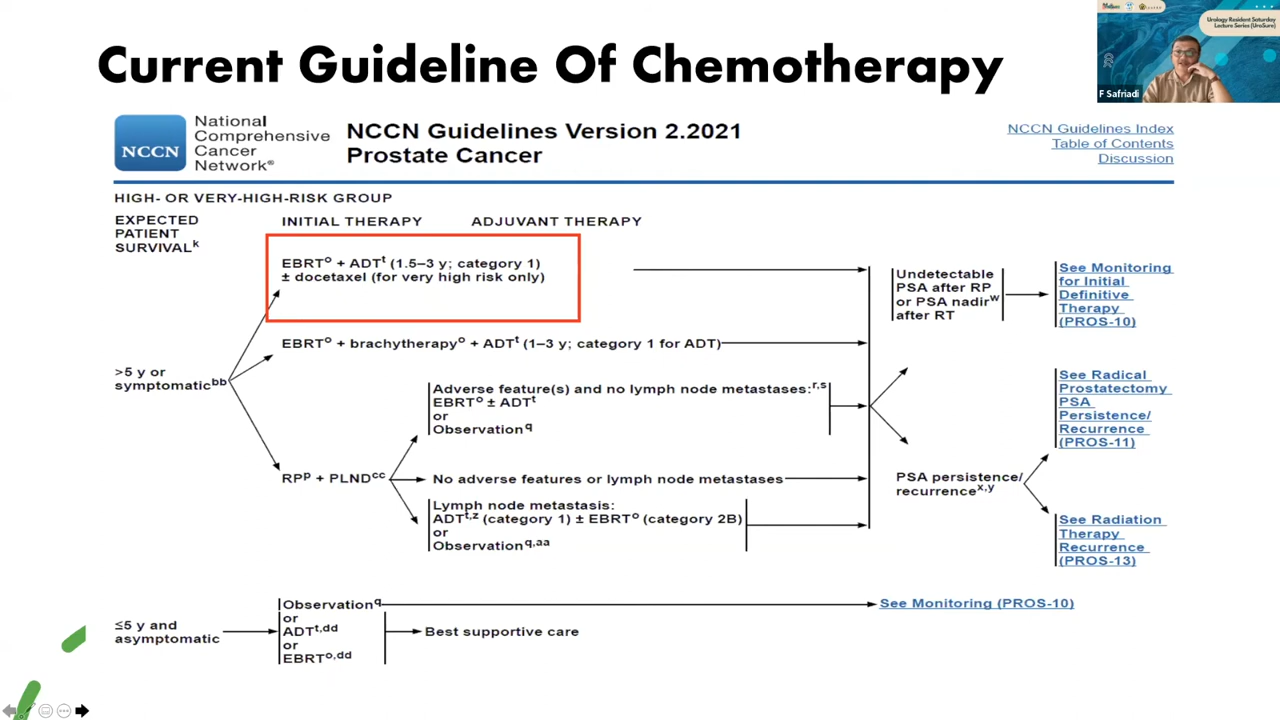 Current Guideline Of Chemotherapy
Urology Resident Saturday
Lecture Series (UroSure)
F Safriadi
NCCN
National
Comprehensive
Cancer
Network®
NCCN Guidelines Version 2.2021
Prostate Cancer
NCCN Guidelines Index
Table of Contents
Discussion
HIGH- OR VERY-HIGH-RISK GROUP
EXPECTED
PATIENT
SURVIVALk
INITIAL THERAPY
ADJUVANT THERAPY
EBRTo + ADTt (1.5–3 y; category 1)
± docetaxel (for very high risk only)
EBRTo + brachytherapyo + ADTt (1–3 y; category 1 for ADT)
>5 y or
symptomaticbb
Adverse feature(s) and no lymph node metastases:r,s
EBRTo ± ADTt
or
Observationq
RPp + PLNDcc
No adverse features or lymph node metastases
Lymph node metastasis:
ADTt,z (category 1) ± EBRTo (category 2B)
or
Observationq,aa
Undetectable
PSA after RP
or PSA nadirw
after RT
See Monitoring
for Initial
Definitive
Therapy
(PROS-10)
See Radical
Prostatectomy
PSA
Persistence/
Recurrence
(PROS-11)
PSA persistence/
recurrencex,y
See Radiation
Therapy
Recurrence
(PROS-13)
≤5 y and
asymptomatic
Observationq
or
ADTt,dd
or
EBRTo,dd
See Monitoring (PROS-10)
Best supportive care